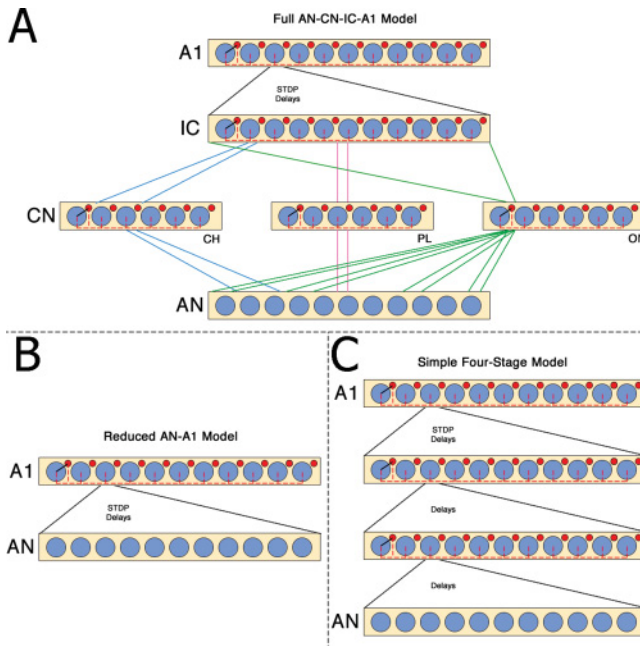 A
Full AN-CN-IC-A1 Model
A1
STDP
Delays
IC
CN
CH
PL
ON
AN
B
Reduced AN-A1 Model
A1
STDP
Delays
AN
C
Simple Four-Stage Model
A1
STDP
Delays
Delays
Delays
AN